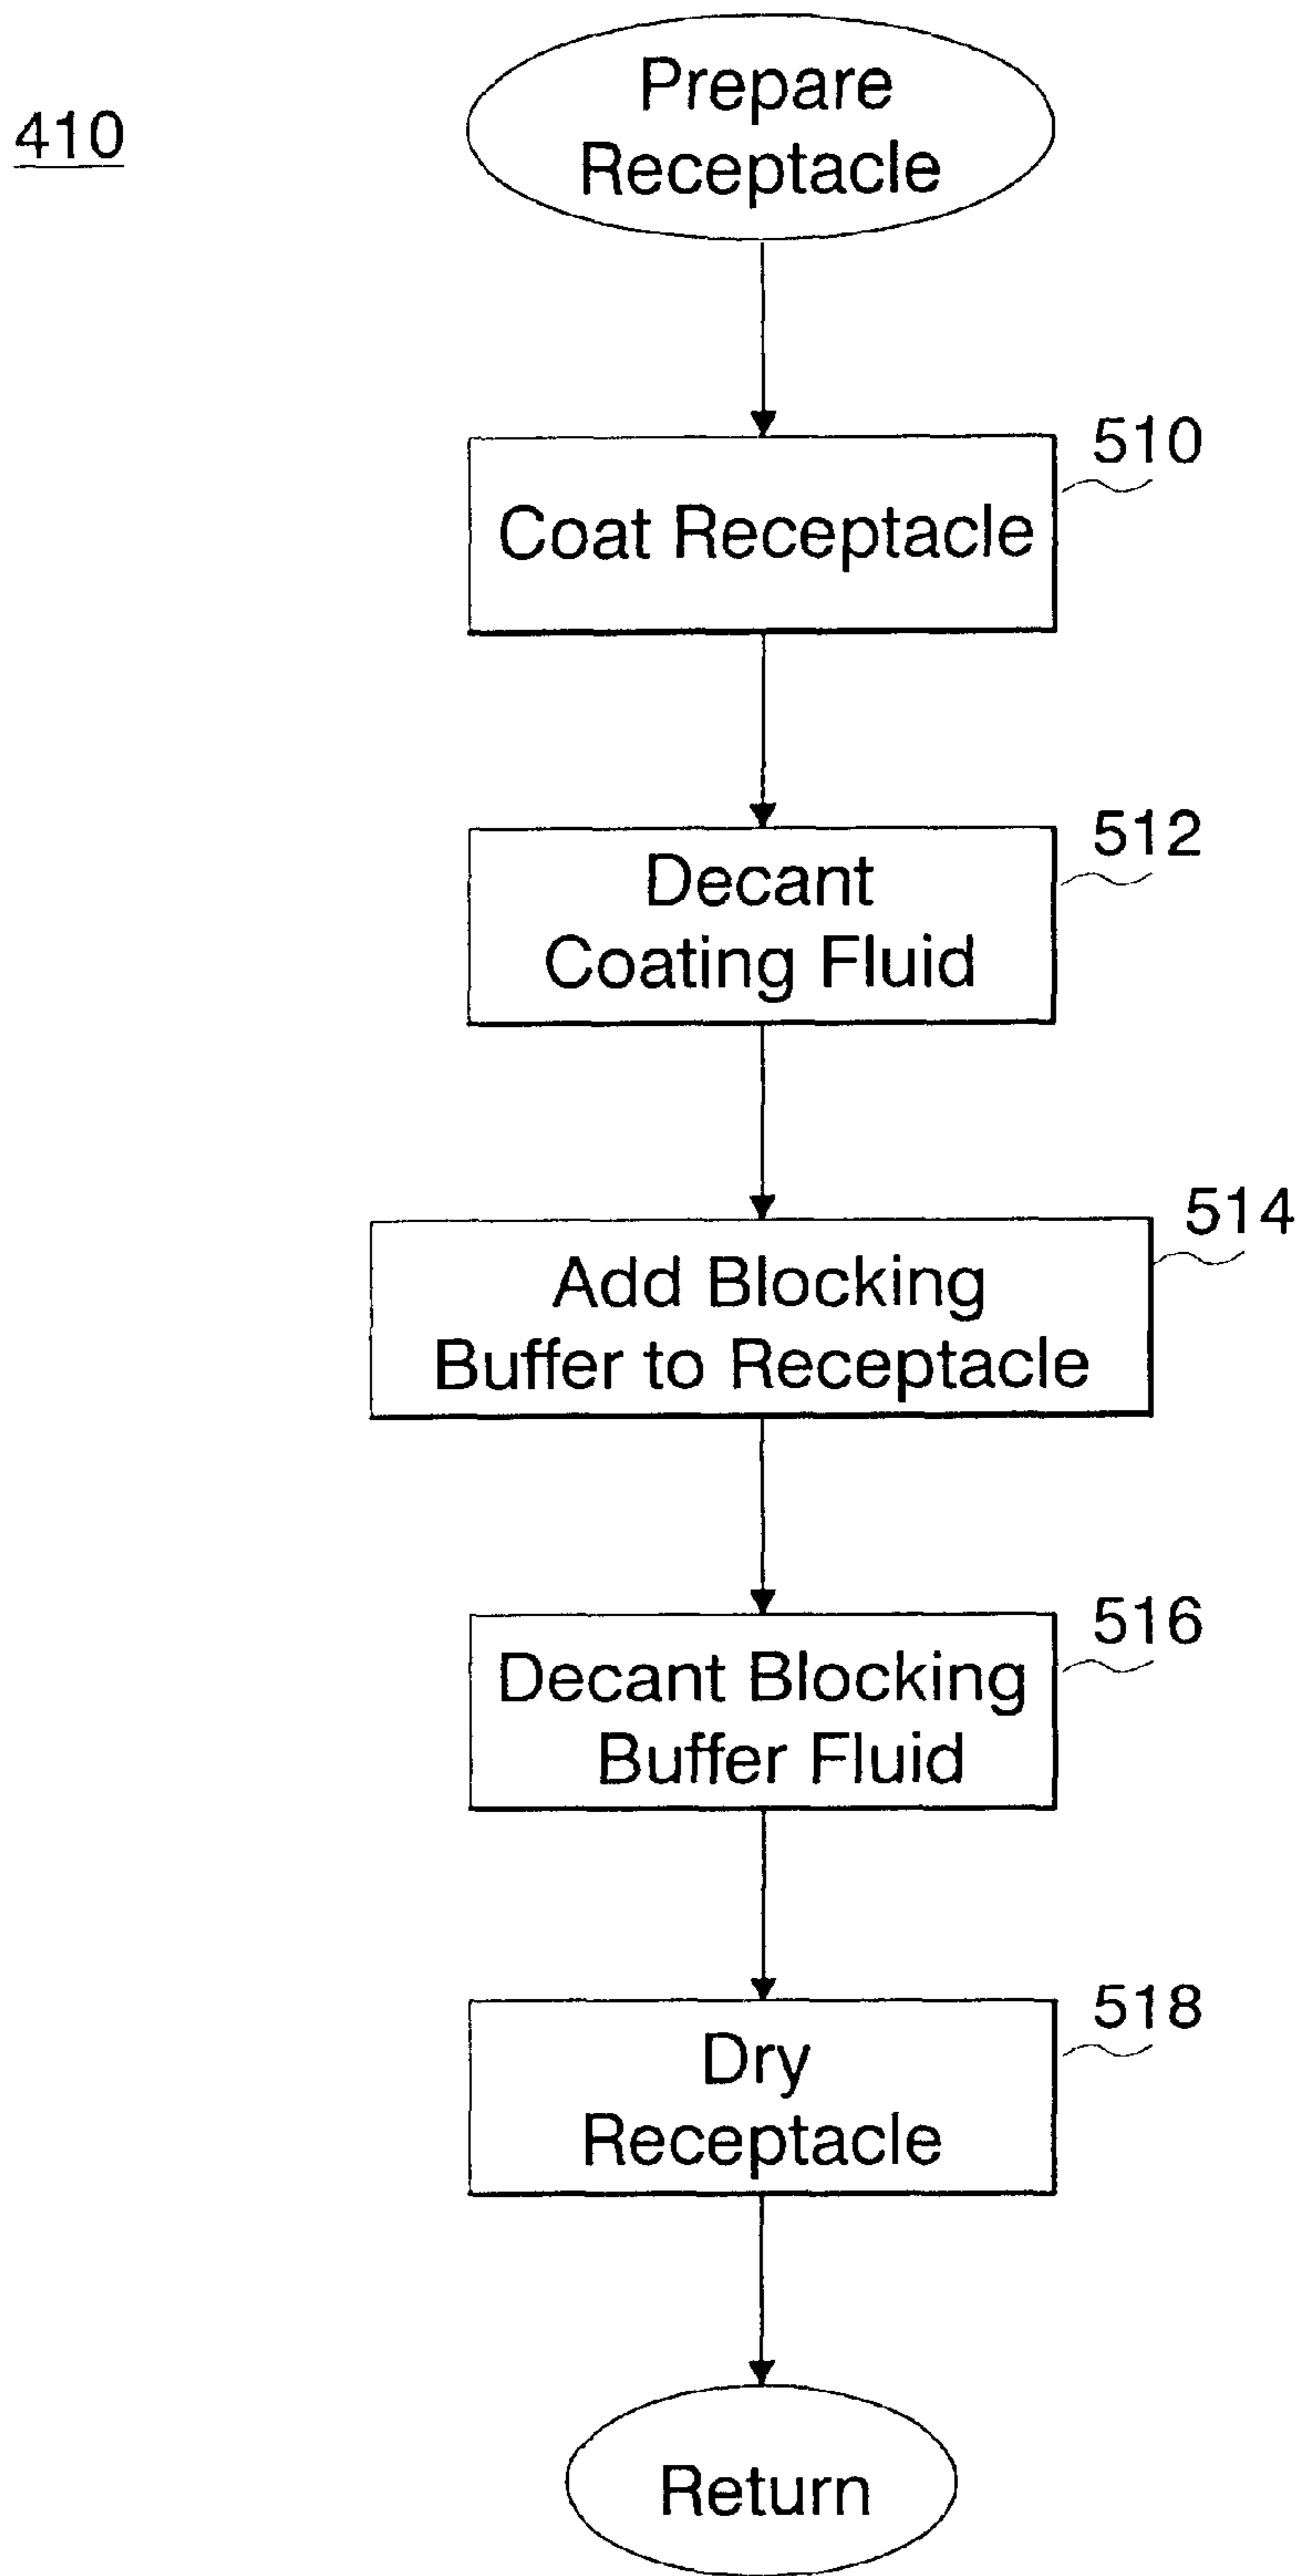 410
Prepare
Receptacle
510
Coat Receptacle
512
Decant
Coating Fluid
514
Add Blocking
Buffer to Receptacle
516
Decant Blocking
Buffer Fluid
518
Dry
Receptacle
Return